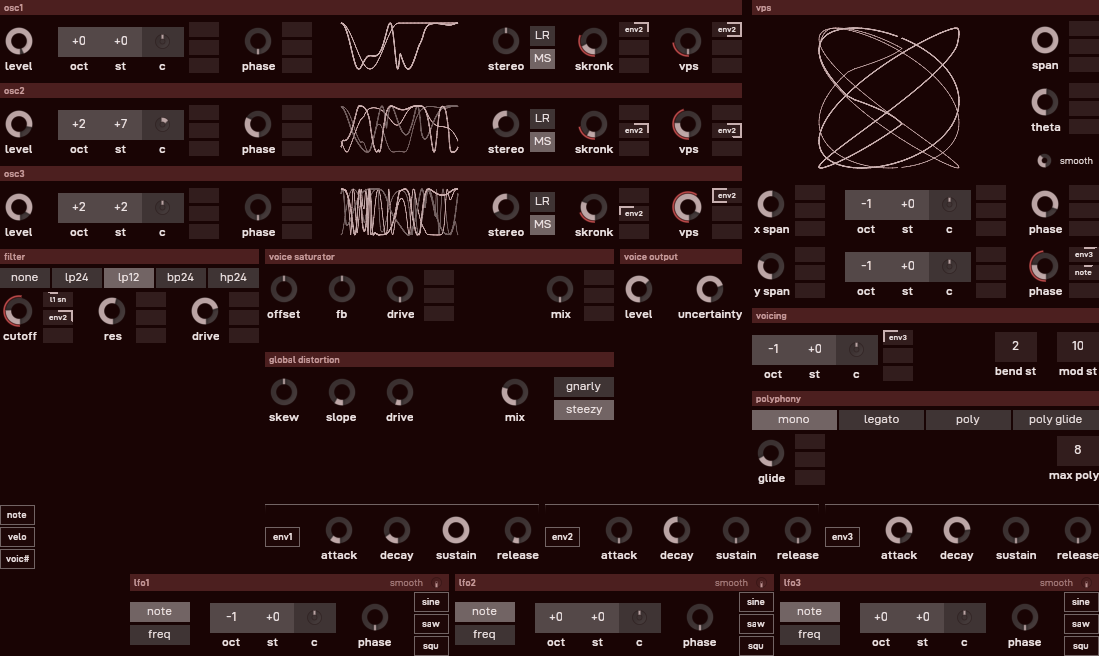 osc1
+0 +0
level oct st c phase
LR
MS
stereo
env2
skronk
env2
vps
osc2
+2 +7
level oct st c phase
LR
MS
stereo
env2
skronk
env2
vps
osc3
+2 +2
level oct st c phase
LR
MS
stereo
env2
skronk
env2
vps
vps
span
theta
smooth
-1 +0
x span oct st c phase
-1 +0
env3
note
y span oct st c phase
filter
none lp24 lp12 bp24 hp24
l1 sn
env2
cutoff res drive
voice saturator
offset fb drive mix
voice output
level uncertainty
global distortion
gnarly
steezy
skew slope drive mix
voicing
-1 +0
env3
2 10
oct st c bend st mod st
polyphony
mono legato poly poly glide
8
glide max poly
note
velo
voic#
env1
attack decay sustain release
env2
attack decay sustain release
env3
attack decay sustain release
lfo1 smooth
note
freq
-1 +0
oct st c phase
sine
saw
squ
lfo2 smooth
note
freq
+0 +0
oct st c phase
sine
saw
squ
lfo3 smooth
note
freq
+0 +0
oct st c phase
sine
saw
squ